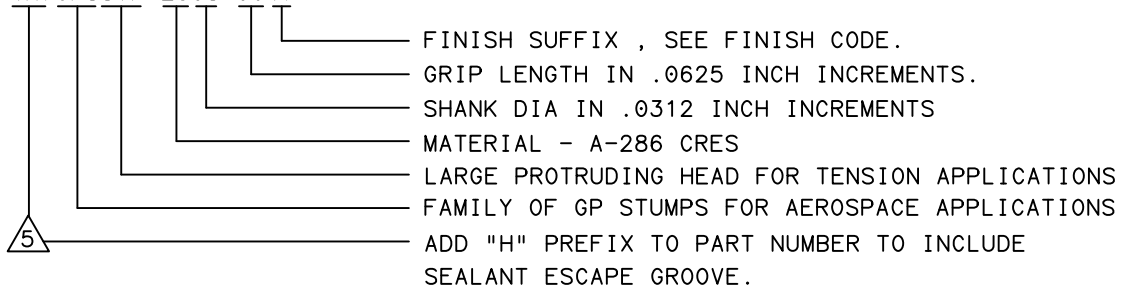 FINISH SUFFIX , SEE FINISH CODE.
GRIP LENGTH IN .0625 INCH INCREMENTS.
SHANK DIA IN .0312 INCH INCREMENTS
MATERIAL - A-286 CRES
LARGE PROTRUDING HEAD FOR TENSION APPLICATIONS
FAMILY OF GP STUMPS FOR AEROSPACE APPLICATIONS
5 ADD "H" PREFIX TO PART NUMBER TO INCLUDE
SEALANT ESCAPE GROOVE.